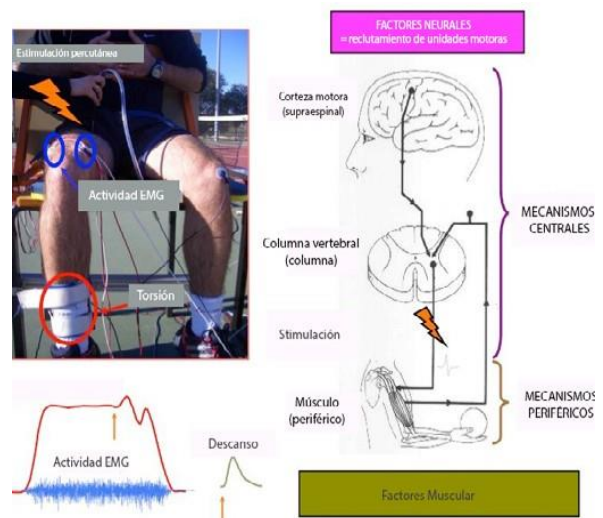 Estimulación percutánea
Actividad EMG
Torsión
Actividad EMG
Descanso
FACTORES NEURALES
= reclutamiento de unidades motoras
Corteza motora
(supraespinal)
Columna vertebral
(columna)
Stimulación
Músculo
(periférico)
MECANISMOS
CENTRALES
MECANISMOS
PERIFÉRICOS
Factores Muscular